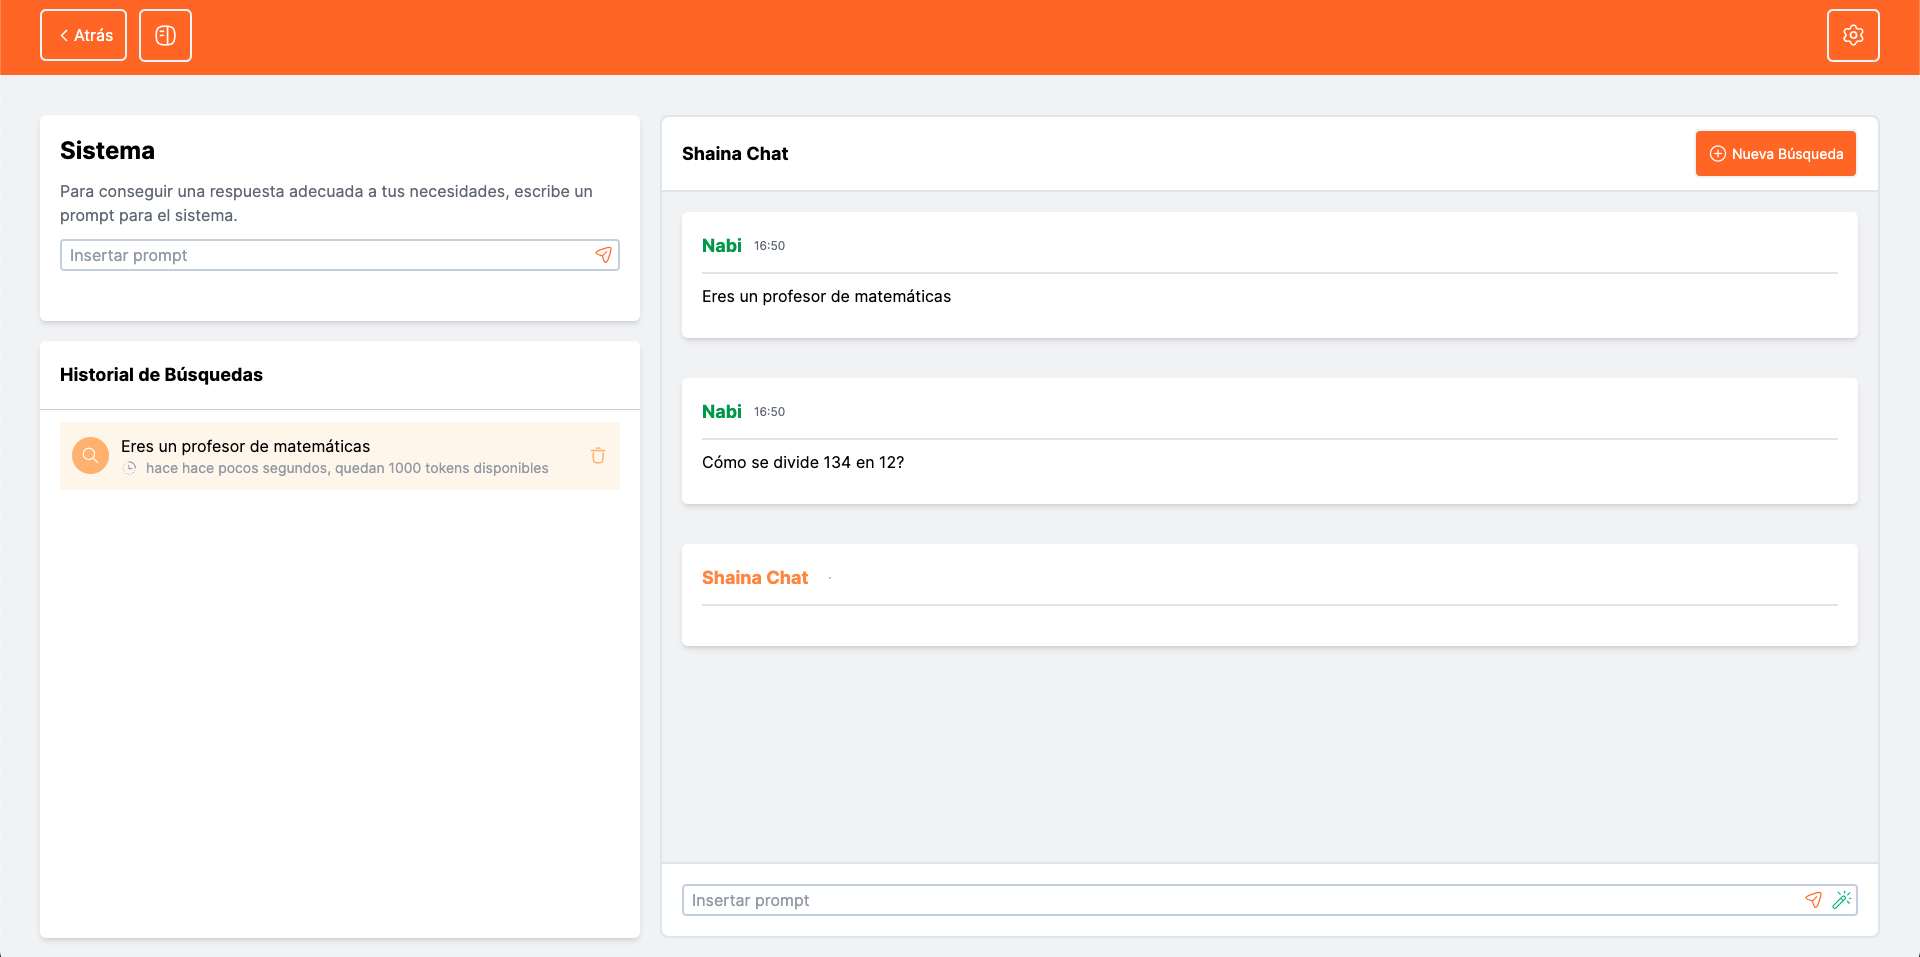 Atrás
Sistema
Para conseguir una respuesta adecuada a tus necesidades, escribe un
prompt para el sistema.
Insertar prompt
Historial de Búsquedas
Eres un profesor de matemáticas
hace hace pocos segundos, quedan 1000 tokens disponibles
Shaina Chat
Nueva Búsqueda
Nabi 16:50
Eres un profesor de matemáticas
Nabi 16:50
Cómo se divide 134 en 12?
Shaina Chat
Insertar prompt